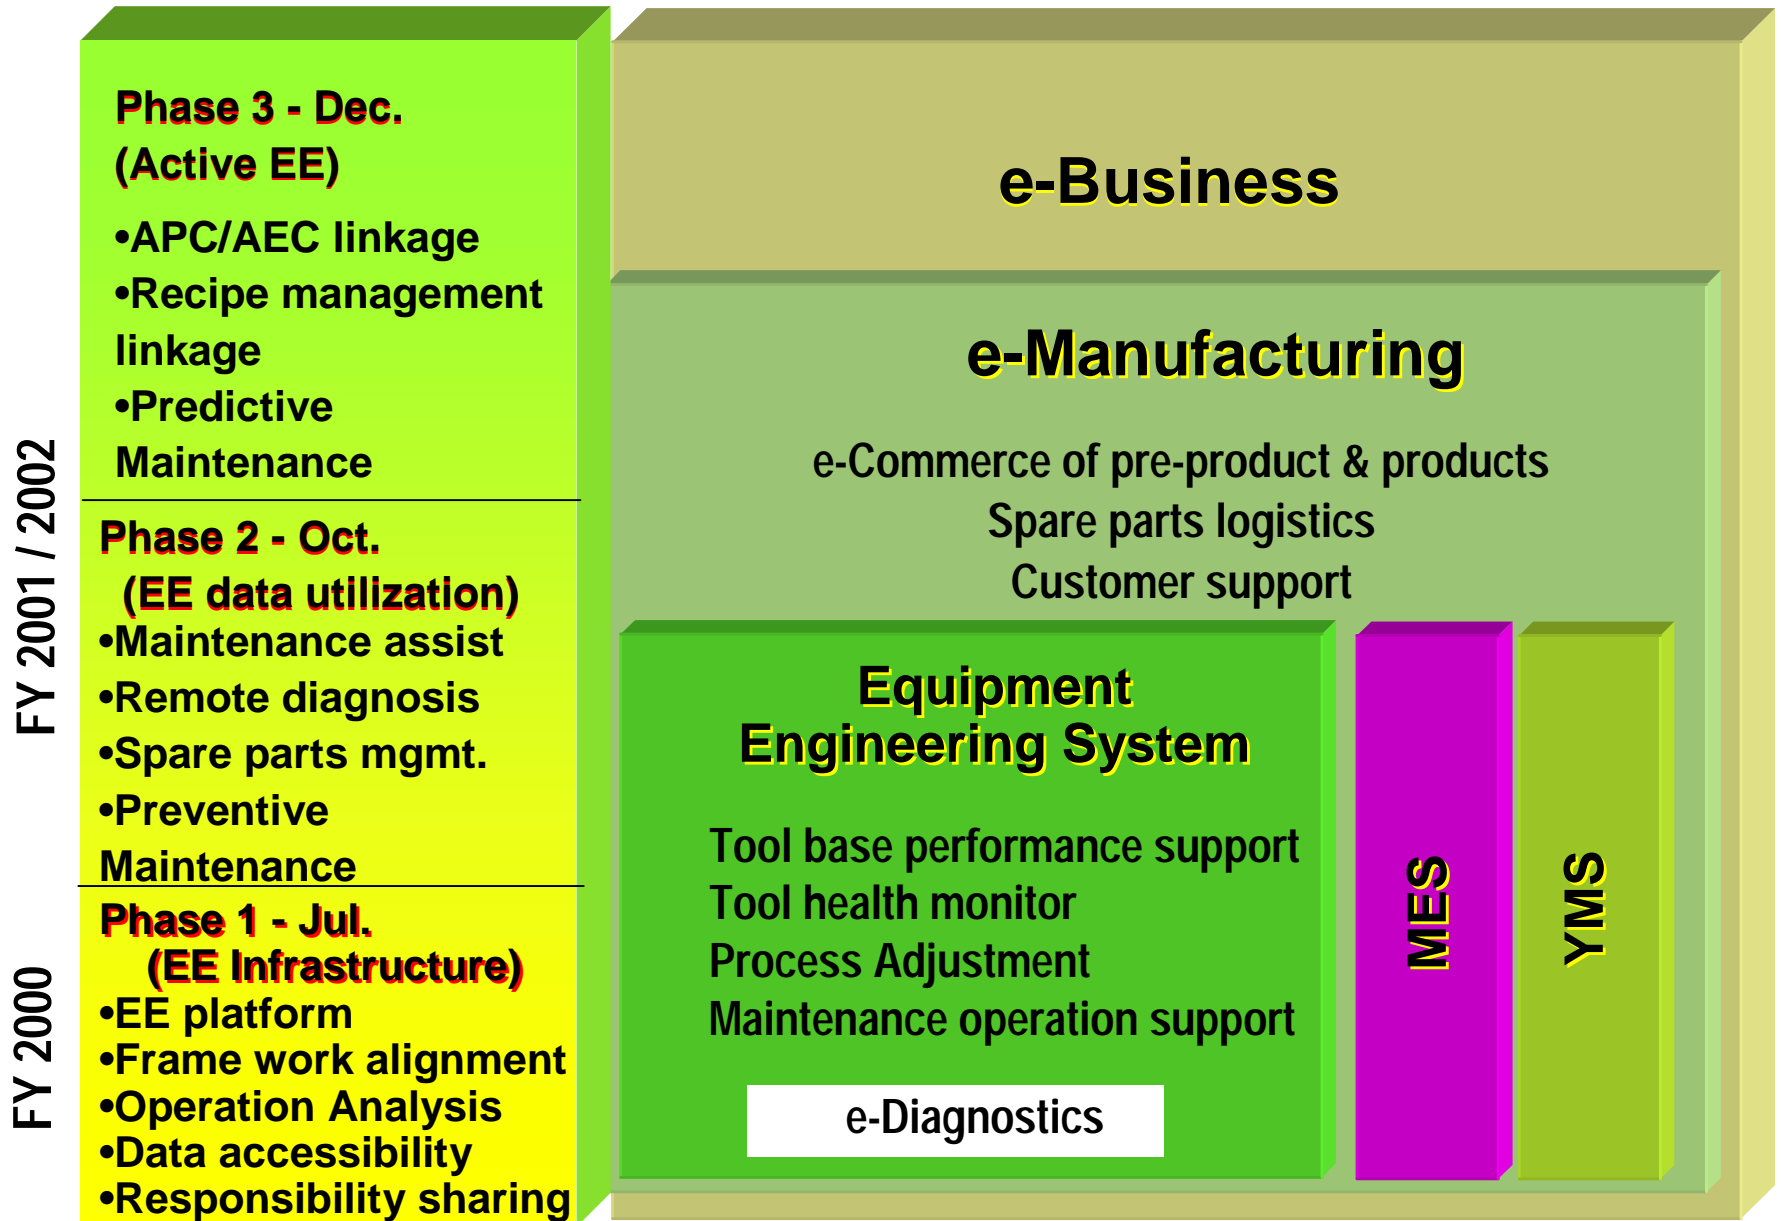 Phase 3 - Dec.
(Active EE)
•APC/AEC linkage
•Recipe management
linkage
•Predictive
Maintenance
Phase 2 - Oct.
(EE data utilization)
•Maintenance assist
•Remote diagnosis
•Spare parts mgmt.
•Preventive
Maintenance
Phase 1 - Jul.
(EE Infrastructure)
•EE platform
•Frame work alignment
•Operation Analysis
•Data accessibility
•Responsibility sharing
FY 2001 / 2002
FY 2000
e-Business
e-Manufacturing
e-Commerce of pre-product & products
Spare parts logistics
Customer support
Equipment
Engineering System
Tool base performance support
Tool health monitor
Process Adjustment
Maintenance operation support
e-Diagnostics
MES
YMS